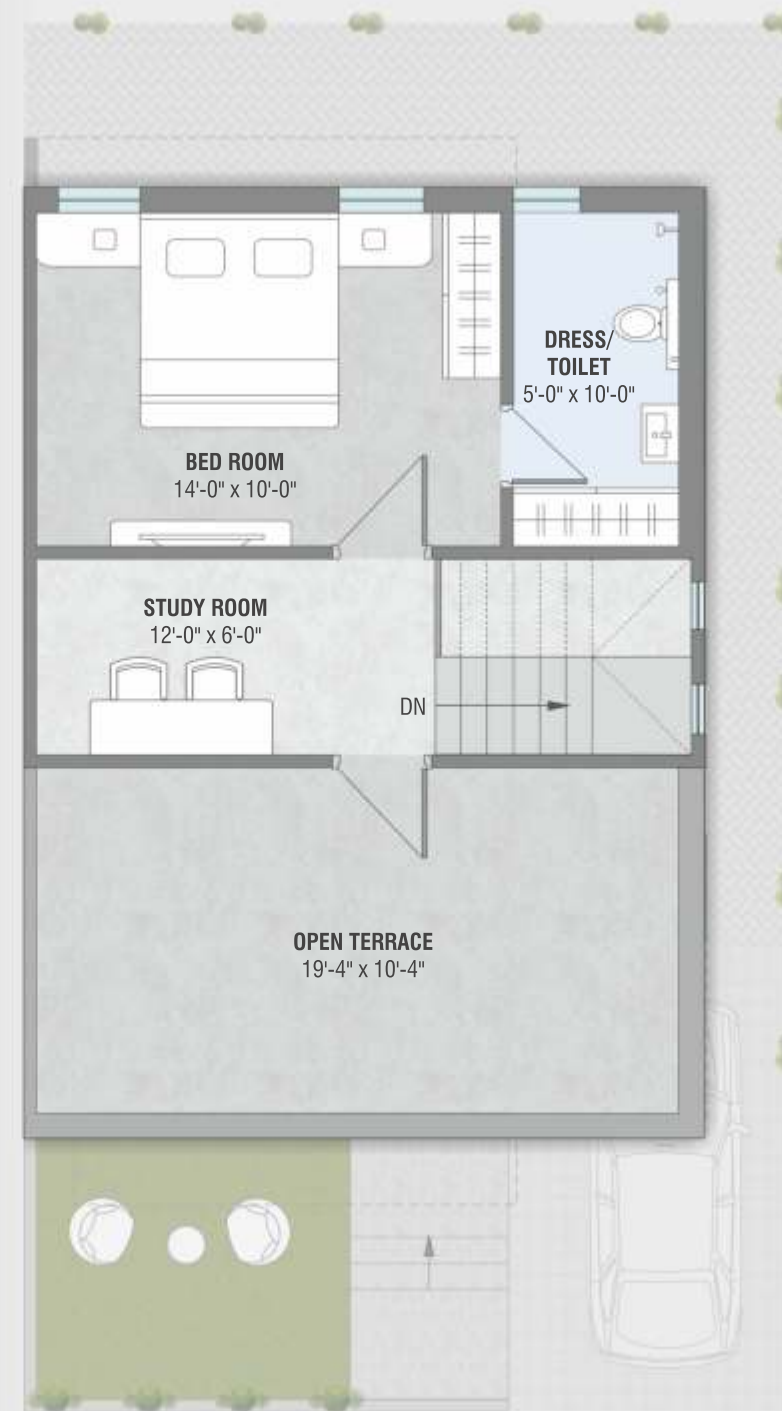 DRESS/
TOILET
5'-0" x 10'-0"
BED ROOM
14'-0" x 10'-0"
STUDY ROOM
12'-0" x 6'-0"
DN
OPEN TERRACE
19'-4" x 10'-4"